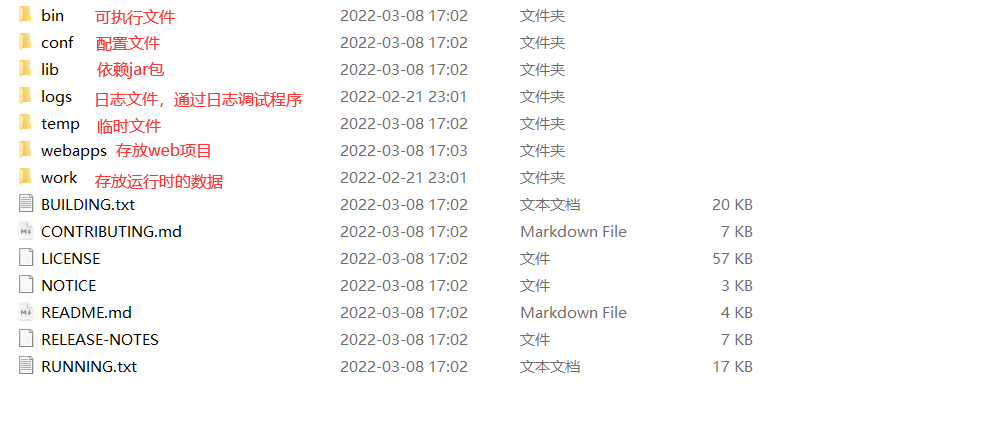 bin 可执行文件 2022-03-08 17:02 文件夹
conf 配置文件 2022-03-08 17:02 文件夹
lib 依赖jar包 2022-03-08 17:02 文件夹
logs 日志文件，通过日志调试程序 2022-02-21 23:01 文件夹
temp 临时文件 2022-03-08 17:02 文件夹
webapps 存放web项目 2022-03-08 17:03 文件夹
work 存放运行时的数据 2022-02-21 23:01 文件夹
BUILDING.txt 2022-03-08 17:02 文本文档 20 KB
CONTRIBUTING.md 2022-03-08 17:02 Markdown File 7 KB
LICENSE 2022-03-08 17:02 文件 57 KB
NOTICE 2022-03-08 17:02 文件 3 KB
README.md 2022-03-08 17:02 Markdown File 4 KB
RELEASE-NOTES 2022-03-08 17:02 文件 7 KB
RUNNING.txt 2022-03-08 17:02 文本文档 17 KB